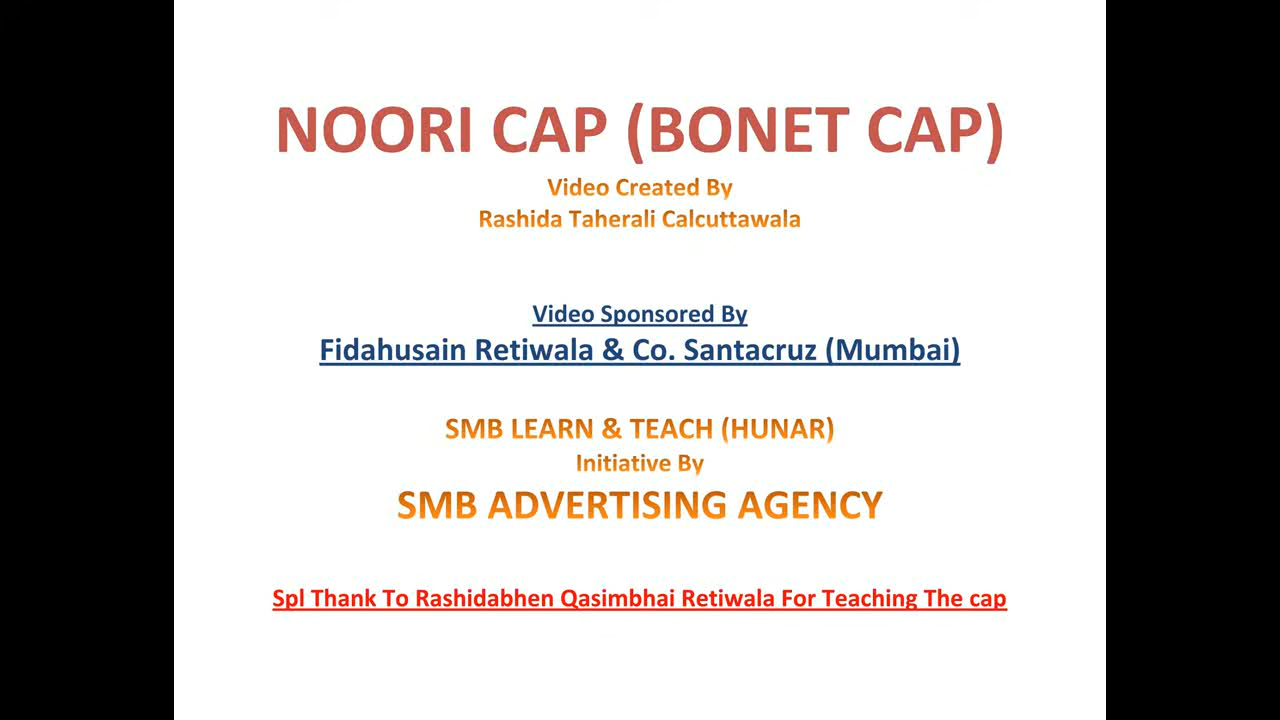 NOORI CAP (BONET CAP)
Video Created By
Rashida Taherali Calcuttawala
Video Sponsored By
Fidahusain Retiwala & Co. Santacruz (Mumbai)
SMB LEARN & TEACH (HUNAR)
Initiative By
SMB ADVERTISING AGENCY
Spl Thank To Rashidabhen Qasimbhai Retiwala For Teaching The cap